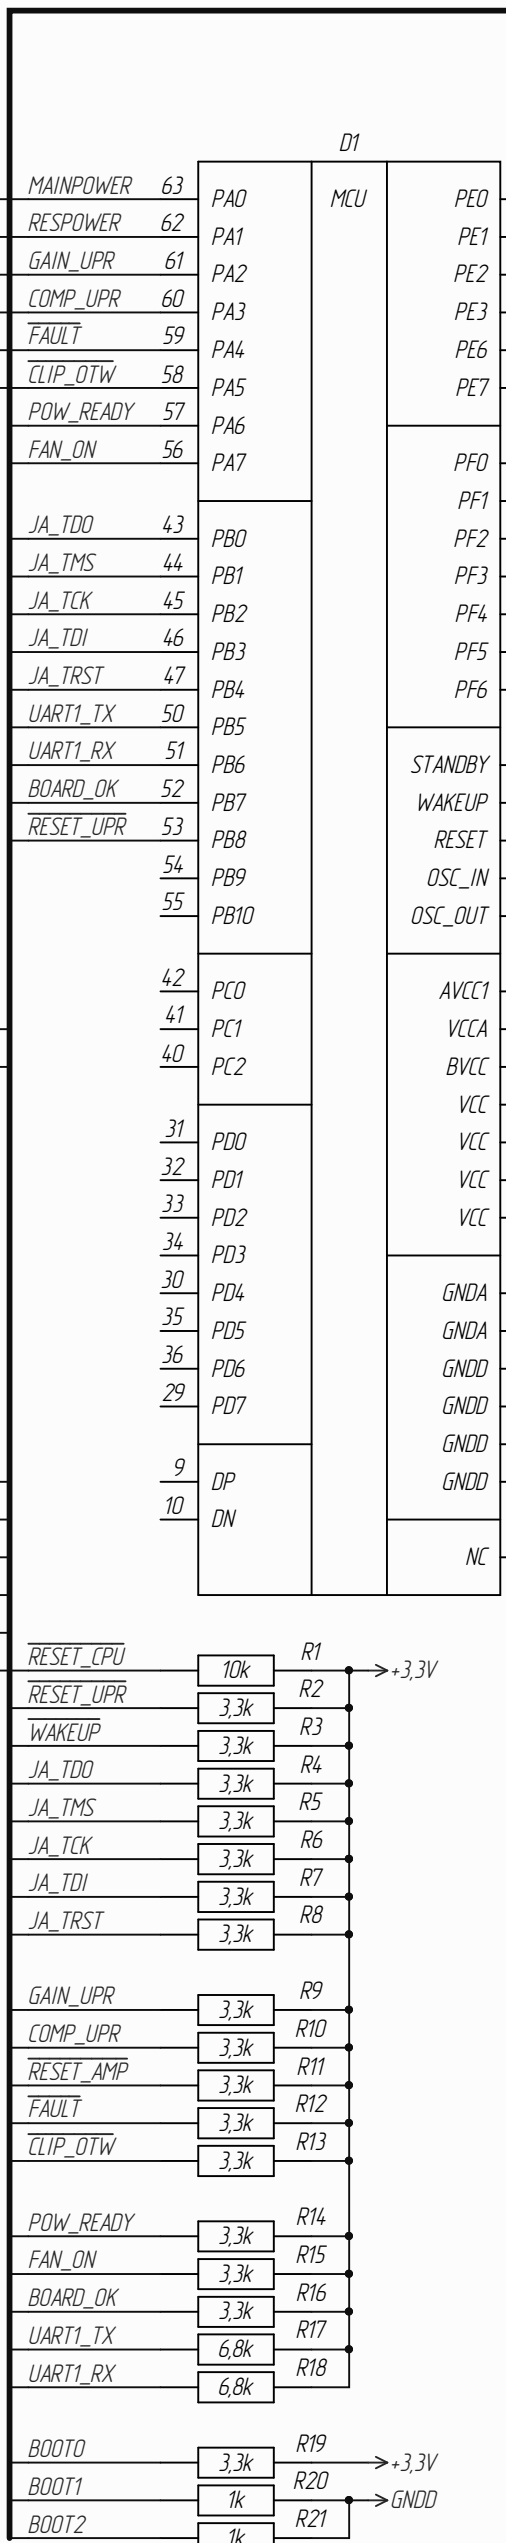 D1
MAINPOWER 63 PA0 MCU PE0
RESPOWER 62 PA1 PE1
GAIN_UPR 61 PA2 PE2
COMP_UPR 60 PA3 PE3
FAULT 59 PA4 PE6
CLIP_OTW 58 PA5 PE7
POW_READY 57 PA6
FAN_ON 56 PA7 PF0
PF1
JA_TDO 43 PB0 PF2
JA_TMS 44 PB1 PF3
JA_TCK 45 PB2 PF4
JA_TDI 46 PB3 PF5
JA_TRST 47 PB4 PF6
UART1_TX 50 PB5
UART1_RX 51 PB6 STANDBY
BOARD_OK 52 PB7 WAKEUP
RESET_UPR 53 PB8 RESET
54 PB9 OSC_IN
55 PB10 OSC_OUT
42 PC0 AVCC1
41 PC1 VCCA
40 PC2 BVCC
VCC
31 PD0 VCC
32 PD1 VCC
33 PD2 VCC
34 PD3
30 PD4 GNDA
35 PD5 GNDA
36 PD6 GNDD
29 PD7 GNDD
GNDD
9 DP GNDD
10 DN
NC
RESET_CPU 10k R1 +3,3V
RESET_UPR 3,3k R2
WAKEUP 3,3k R3
JA_TDO 3,3k R4
JA_TMS 3,3k R5
JA_TCK 3,3k R6
JA_TDI 3,3k R7
JA_TRST 3,3k R8
GAIN_UPR 3,3k R9
COMP_UPR 3,3k R10
RESET_AMP 3,3k R11
FAULT 3,3k R12
CLIP_OTW 3,3k R13
POW_READY 3,3k R14
FAN_ON 3,3k R15
BOARD_OK 3,3k R16
UART1_TX 6,8k R17
UART1_RX 6,8k R18
BOOT0 3,3k R19 +3,3V
BOOT1 1k R20 GNDD
BOOT2 1k R21